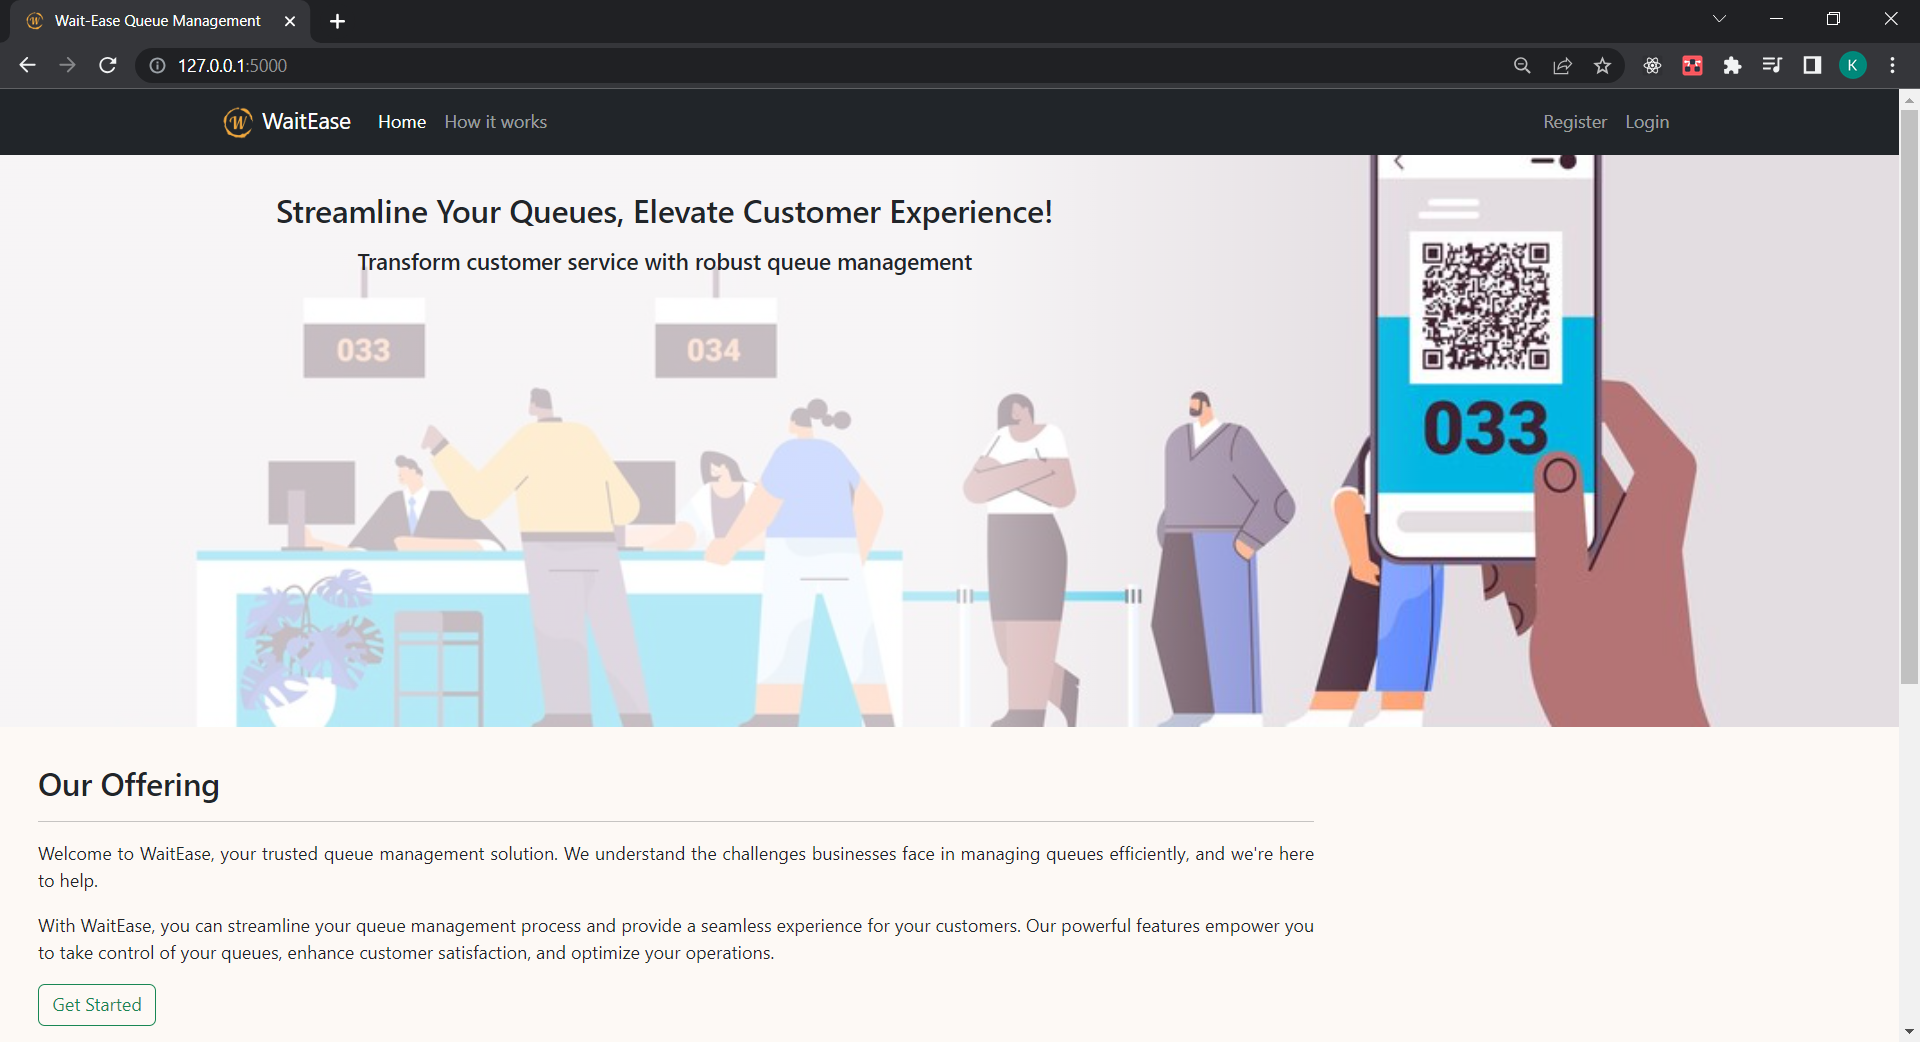 Wait-Ease Queue Management
127.0.0.1:5000
K
W WaitEase Home How it works Register Login
Streamline Your Queues, Elevate Customer Experience!
Transform customer service with robust queue management
033 034
033
Our Offering
Welcome to WaitEase, your trusted queue management solution. We understand the challenges businesses face in managing queues efficiently, and we're here
to help.
With WaitEase, you can streamline your queue management process and provide a seamless experience for your customers. Our powerful features empower you
to take control of your queues, enhance customer satisfaction, and optimize your operations.
Get Started